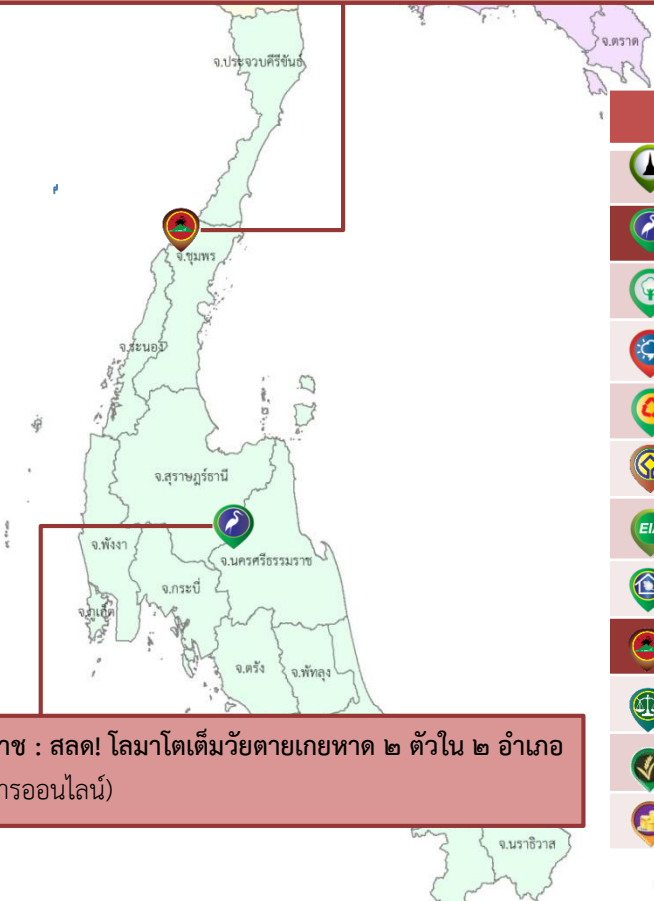 จ.ตราด
จ.ประจวบคีรีขันธ์
จ.ชุมพร
จ.ระนอง
จ.สุราษฎร์ธานี
จ.พังงา
จ.นครศรีธรรมราช
จ.กระบี่
จ.ภูเก็ต
จ.ตรัง
จ.พัทลุง
ราช : สลด! โลมาโตเต็มวัยตายเกยหาด ๒ ตัวใน ๒ อำเภอ
การออนไลน์)
จ.นราธิวาส
EIA